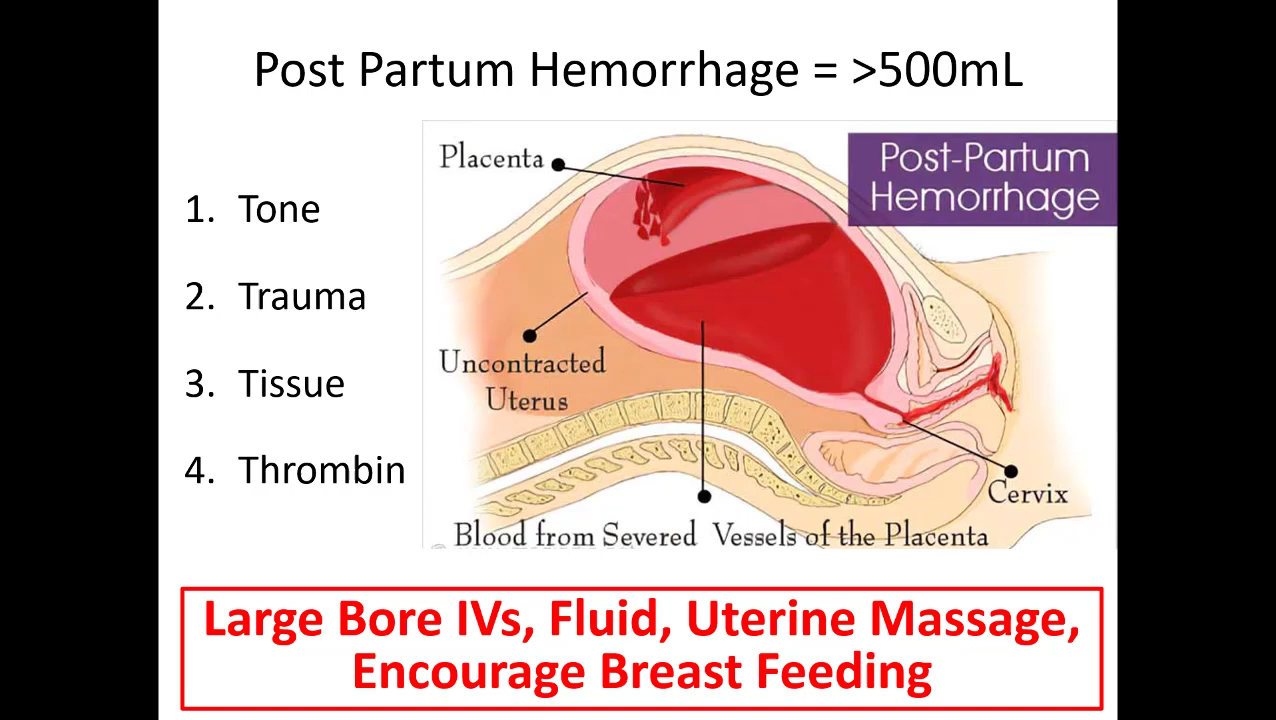 Post Partum Hemorrhage = >500mL
1. Tone
2. Trauma
3. Tissue
4. Thrombin
Post-Partum
Hemorrhage
Placenta
Uncontracted
Uterus
Cervix
Blood from Severed Vessels of the Placenta
Large Bore IVs, Fluid, Uterine Massage,
Encourage Breast Feeding